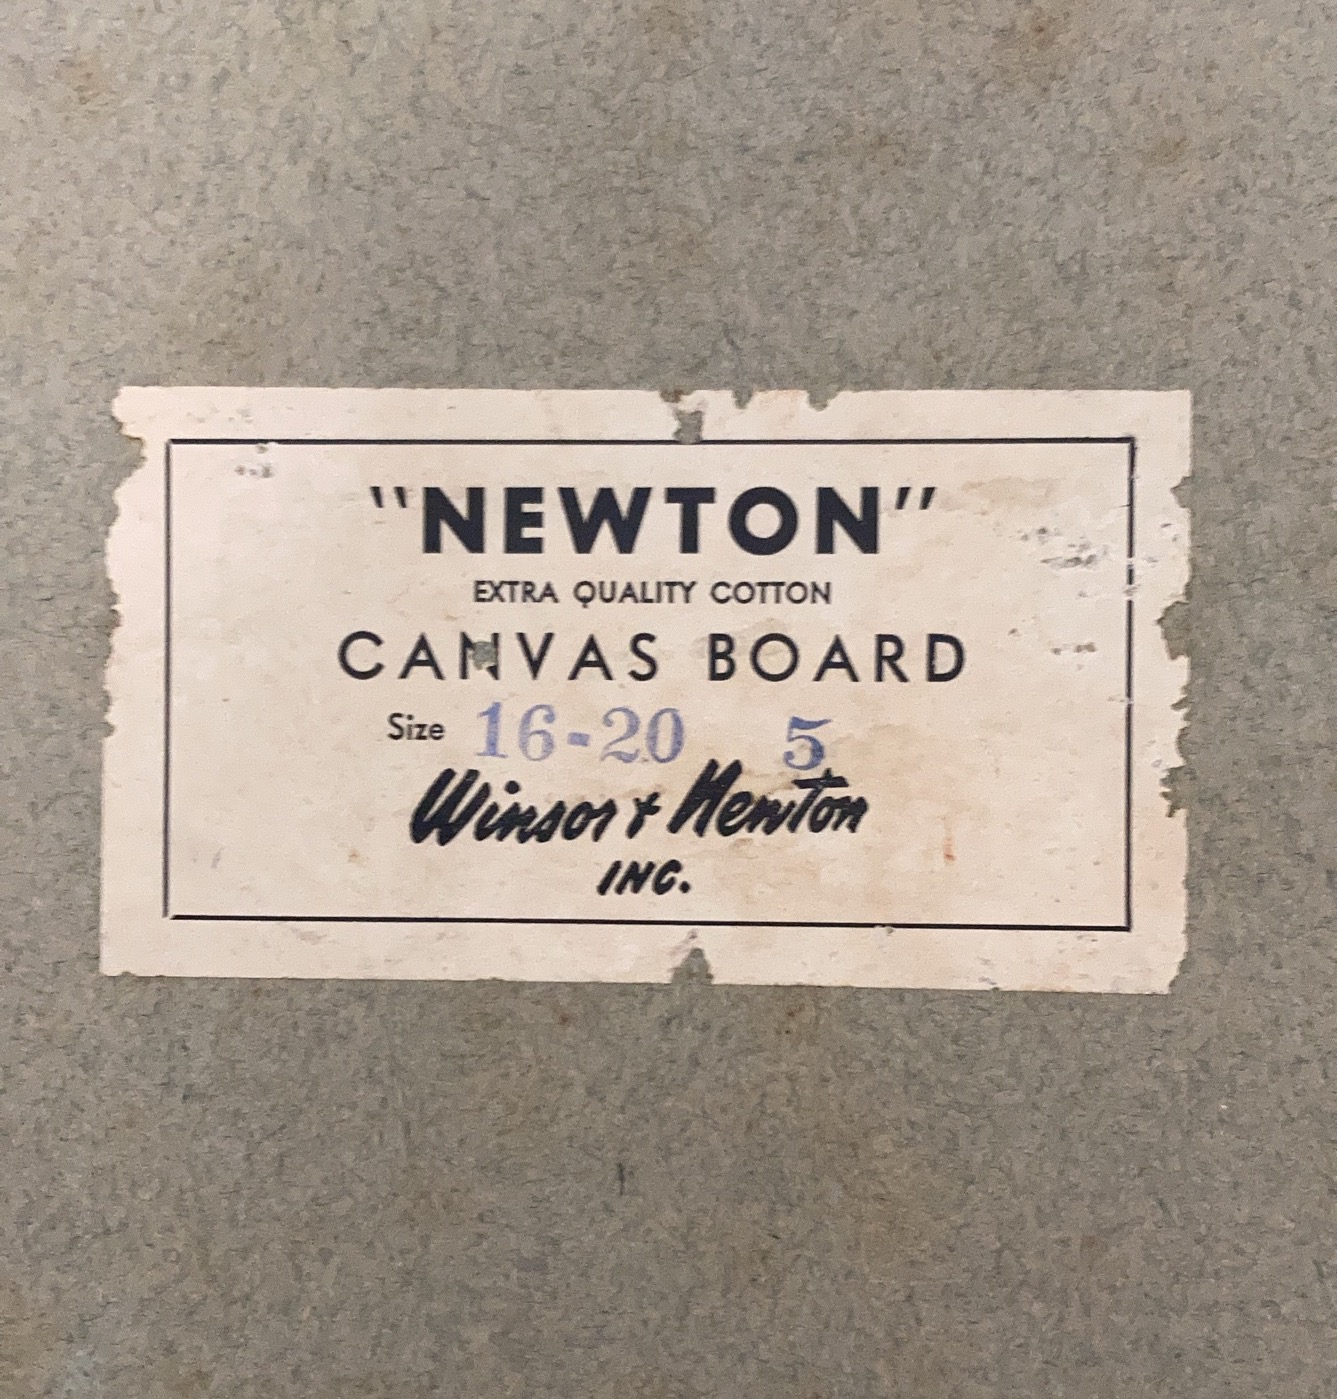 "NEWTON"
EXTRA QUALITY COTTON
CANVAS BOARD
Size 16-20 5
Winsor & Newton
INC.